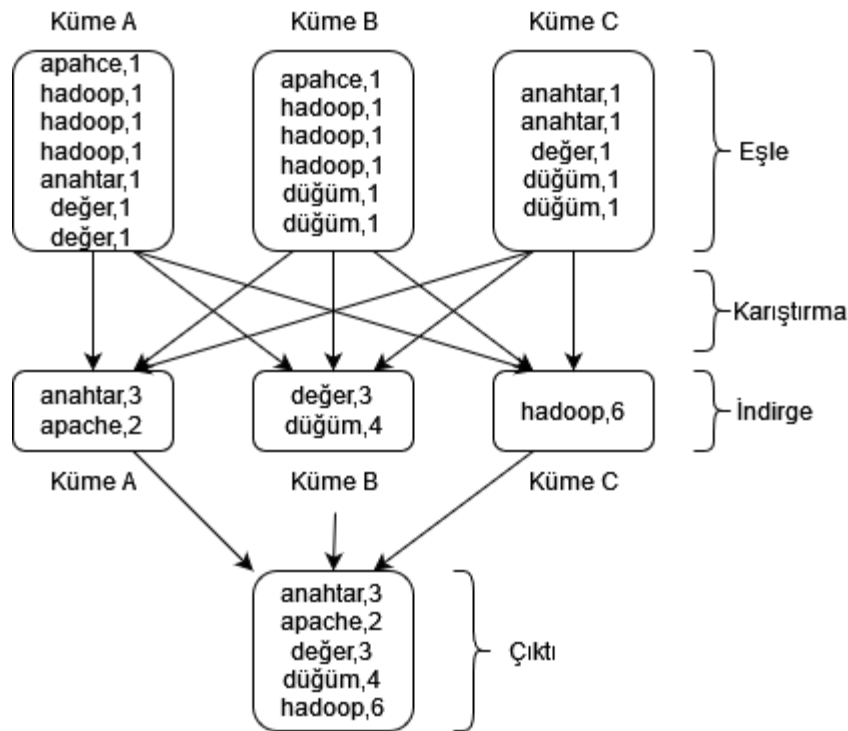 Küme A
Küme B
Küme C
apahce,1
hadoop,1
hadoop,1
hadoop,1
anahtar,1
değer,1
değer,1
apahce,1
hadoop,1
hadoop,1
hadoop,1
düğüm,1
düğüm,1
anahtar,1
anahtar,1
değer,1
düğüm,1
düğüm,1
Eşle
Karıştırma
anahtar,3
apache,2
değer,3
düğüm,4
hadoop,6
İndirge
Küme A
Küme B
Küme C
anahtar,3
apache,2
değer,3
düğüm,4
hadoop,6
Çıktı